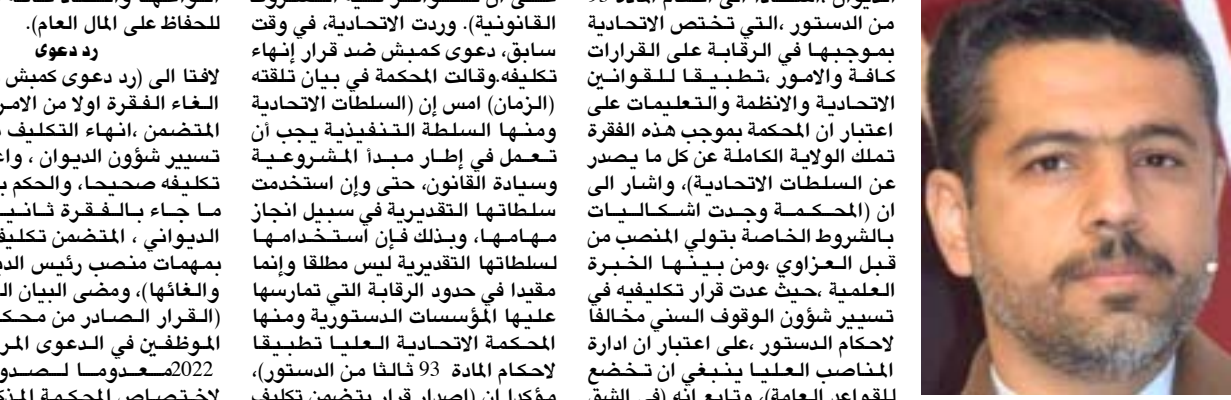 من الدستور ،التي تختص الاتحادية
بموجبها في الرقابة على القرارات
كافة والامور ،تطبيقا للقوانين
الاتحادية والانظمة والتعليمات على
اعتبار ان المحكمة بموجب هذه الفقرة
تملك الولاية الكاملة عن كل ما يصدر
عن السلطات الاتحادية)، واشار الى
ان (المحكمة وجدت اشكاليات
بالشروط الخاصة بتولي المنصب من
قبل العزاوي ،ومن بينها الخبرة
العلمية ،حيث عدت قرار تكليفيه في
تسيير شؤون الوقوف السني مخالفا
لاحكام الدستور ،على اعتبار ان ادارة
المناصب العليا ينبغي ان تخضع
للقواعد العامة)، وتابع انه (في الشق
القانونية). وردت الاتحادية، في وقت
سابق، دعوى كمبش ضد قرار إنهاء
تكليفه.وقالت المحكمة في بيان تلقته
(الزمان) امس إن (السلطات الاتحادية
ومنها السلطة التنفيذية يجب أن
تعمل في إطار مبدأ المشروعية
وسيادة القانون، حتى وإن استخدمت
سلطاتها التقديرية في سبيل انجاز
مهامها، وبذلك فإن استخدامها
لسلطاتها التقديرية ليس مطلقا وإنما
مقيدا في حدود الرقابة التي تمارسها
عليها المؤسسات الدستورية ومنها
المحكمة الاتحادية العليا تطبيقا
لاحكام المادة 93 ثالثا من الدستور)،
مؤكدا ان (اصدار قرار يتضمن تكليف
للحفاظ على المال العام).
رد دعوى
لافتا الى (رد دعوى كمبش
الغاء الفقرة اولا من الامر
المتضمن ،انهاء التكليف
تسيير شؤون الديوان ، واع
تكليفه صحيحا، والحكم ب
ما جاء بالفقرة ثانيـ
الديواني ، المتضمن تكليف
بمهمات منصب رئيس الد
والغائها)، ومضى البيان ال
(القرار الصادر من محكـ
الموظفين في الدعوى المر
2022معدوما لصدو
لاختصاص المحكمة المذكـ